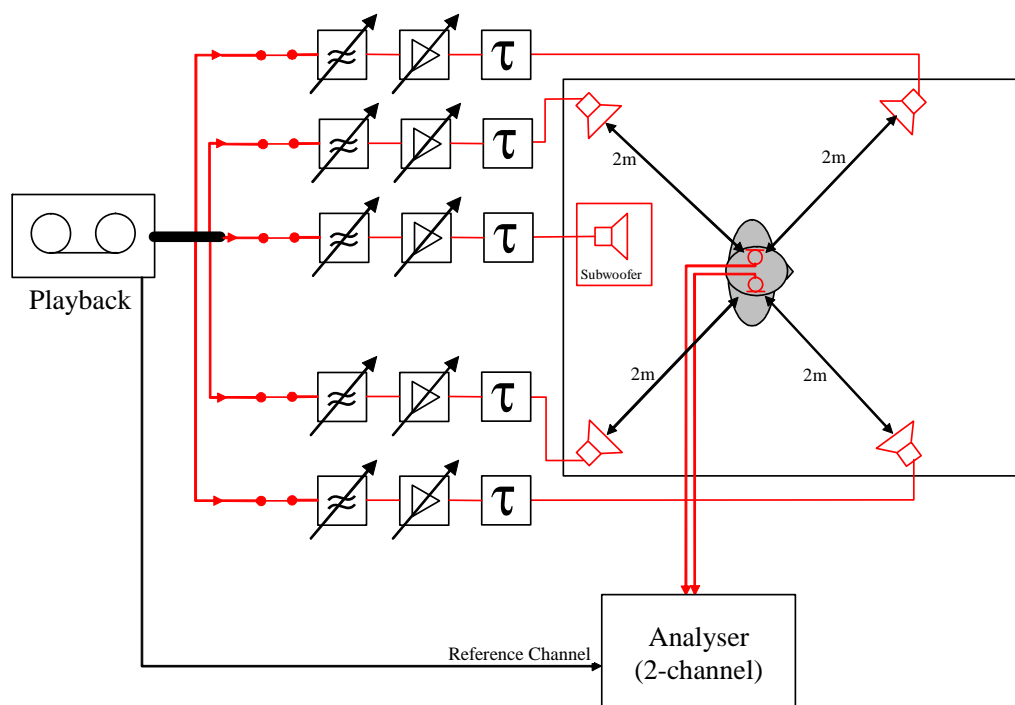 τ
τ
2m
2m
τ
Subwoofer
Playback
2m
2m
τ
τ
Reference Channel
Analyser
(2-channel)